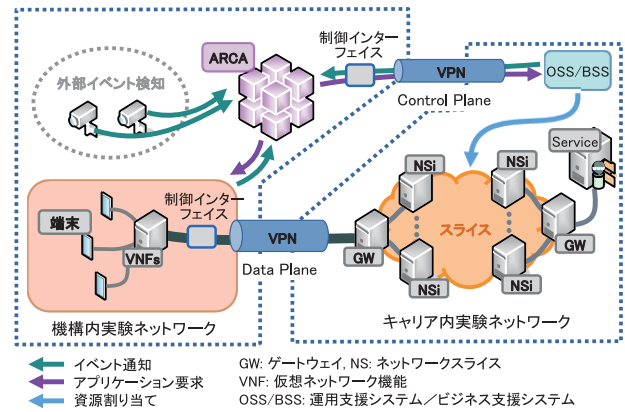 ARCA
制御インター
フェイス
VPN
OSS/BSS
外部イベント検知
Control Plane
NSi
NSi
Service
端末
VNFs
制御インター
フェイス
VPN
Data Plane
GW
スライス
GW
NSi
NSi
機構内実験ネットワーク
キャリア内実験ネットワーク
イベント通知
アプリケーション要求
資源割り当て
GW: ゲートウェイ, NS: ネットワークスライス
VNF: 仮想ネットワーク機能
OSS/BSS: 運用支援システム／ビジネス支援システム